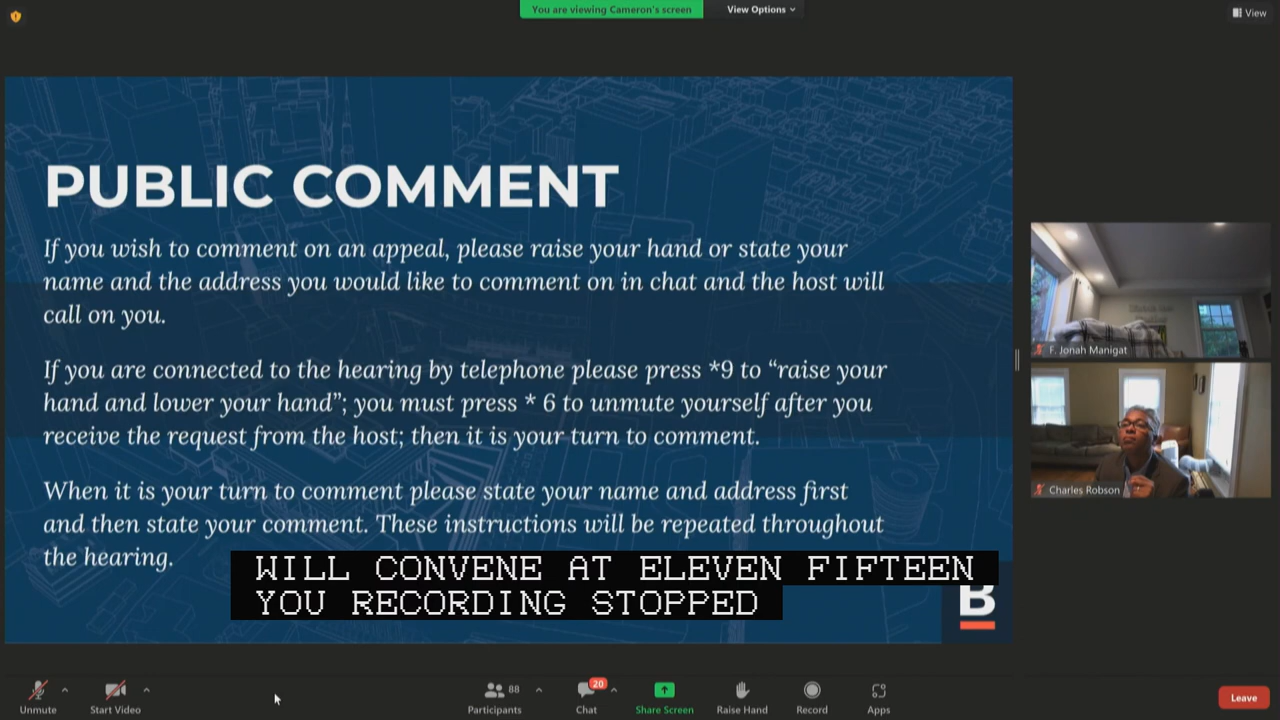 You are viewing Cameron's screen
View Options
View
PUBLIC COMMENT
If you wish to comment on an appeal, please raise your hand or state your
name and the address you would like to comment on in chat and the host will
call on you.
If you are connected to the hearing by telephone please press *9 to “raise your
hand and lower your hand”; you must press * 6 to unmute yourself after you
receive the request from the host; then it is your turn to comment.
When it is your turn to comment please state your name and address first
and then state your comment. These instructions will be repeated throughout
the hearing.
WILL CONVENE AT ELEVEN FIFTEEN
YOU RECORDING STOPPED
B
F. Jonah Manigat
Charles Robson
Unmute
Start Video
88
Participants
20
Chat
Share Screen
Raise Hand
Record
Apps
Leave